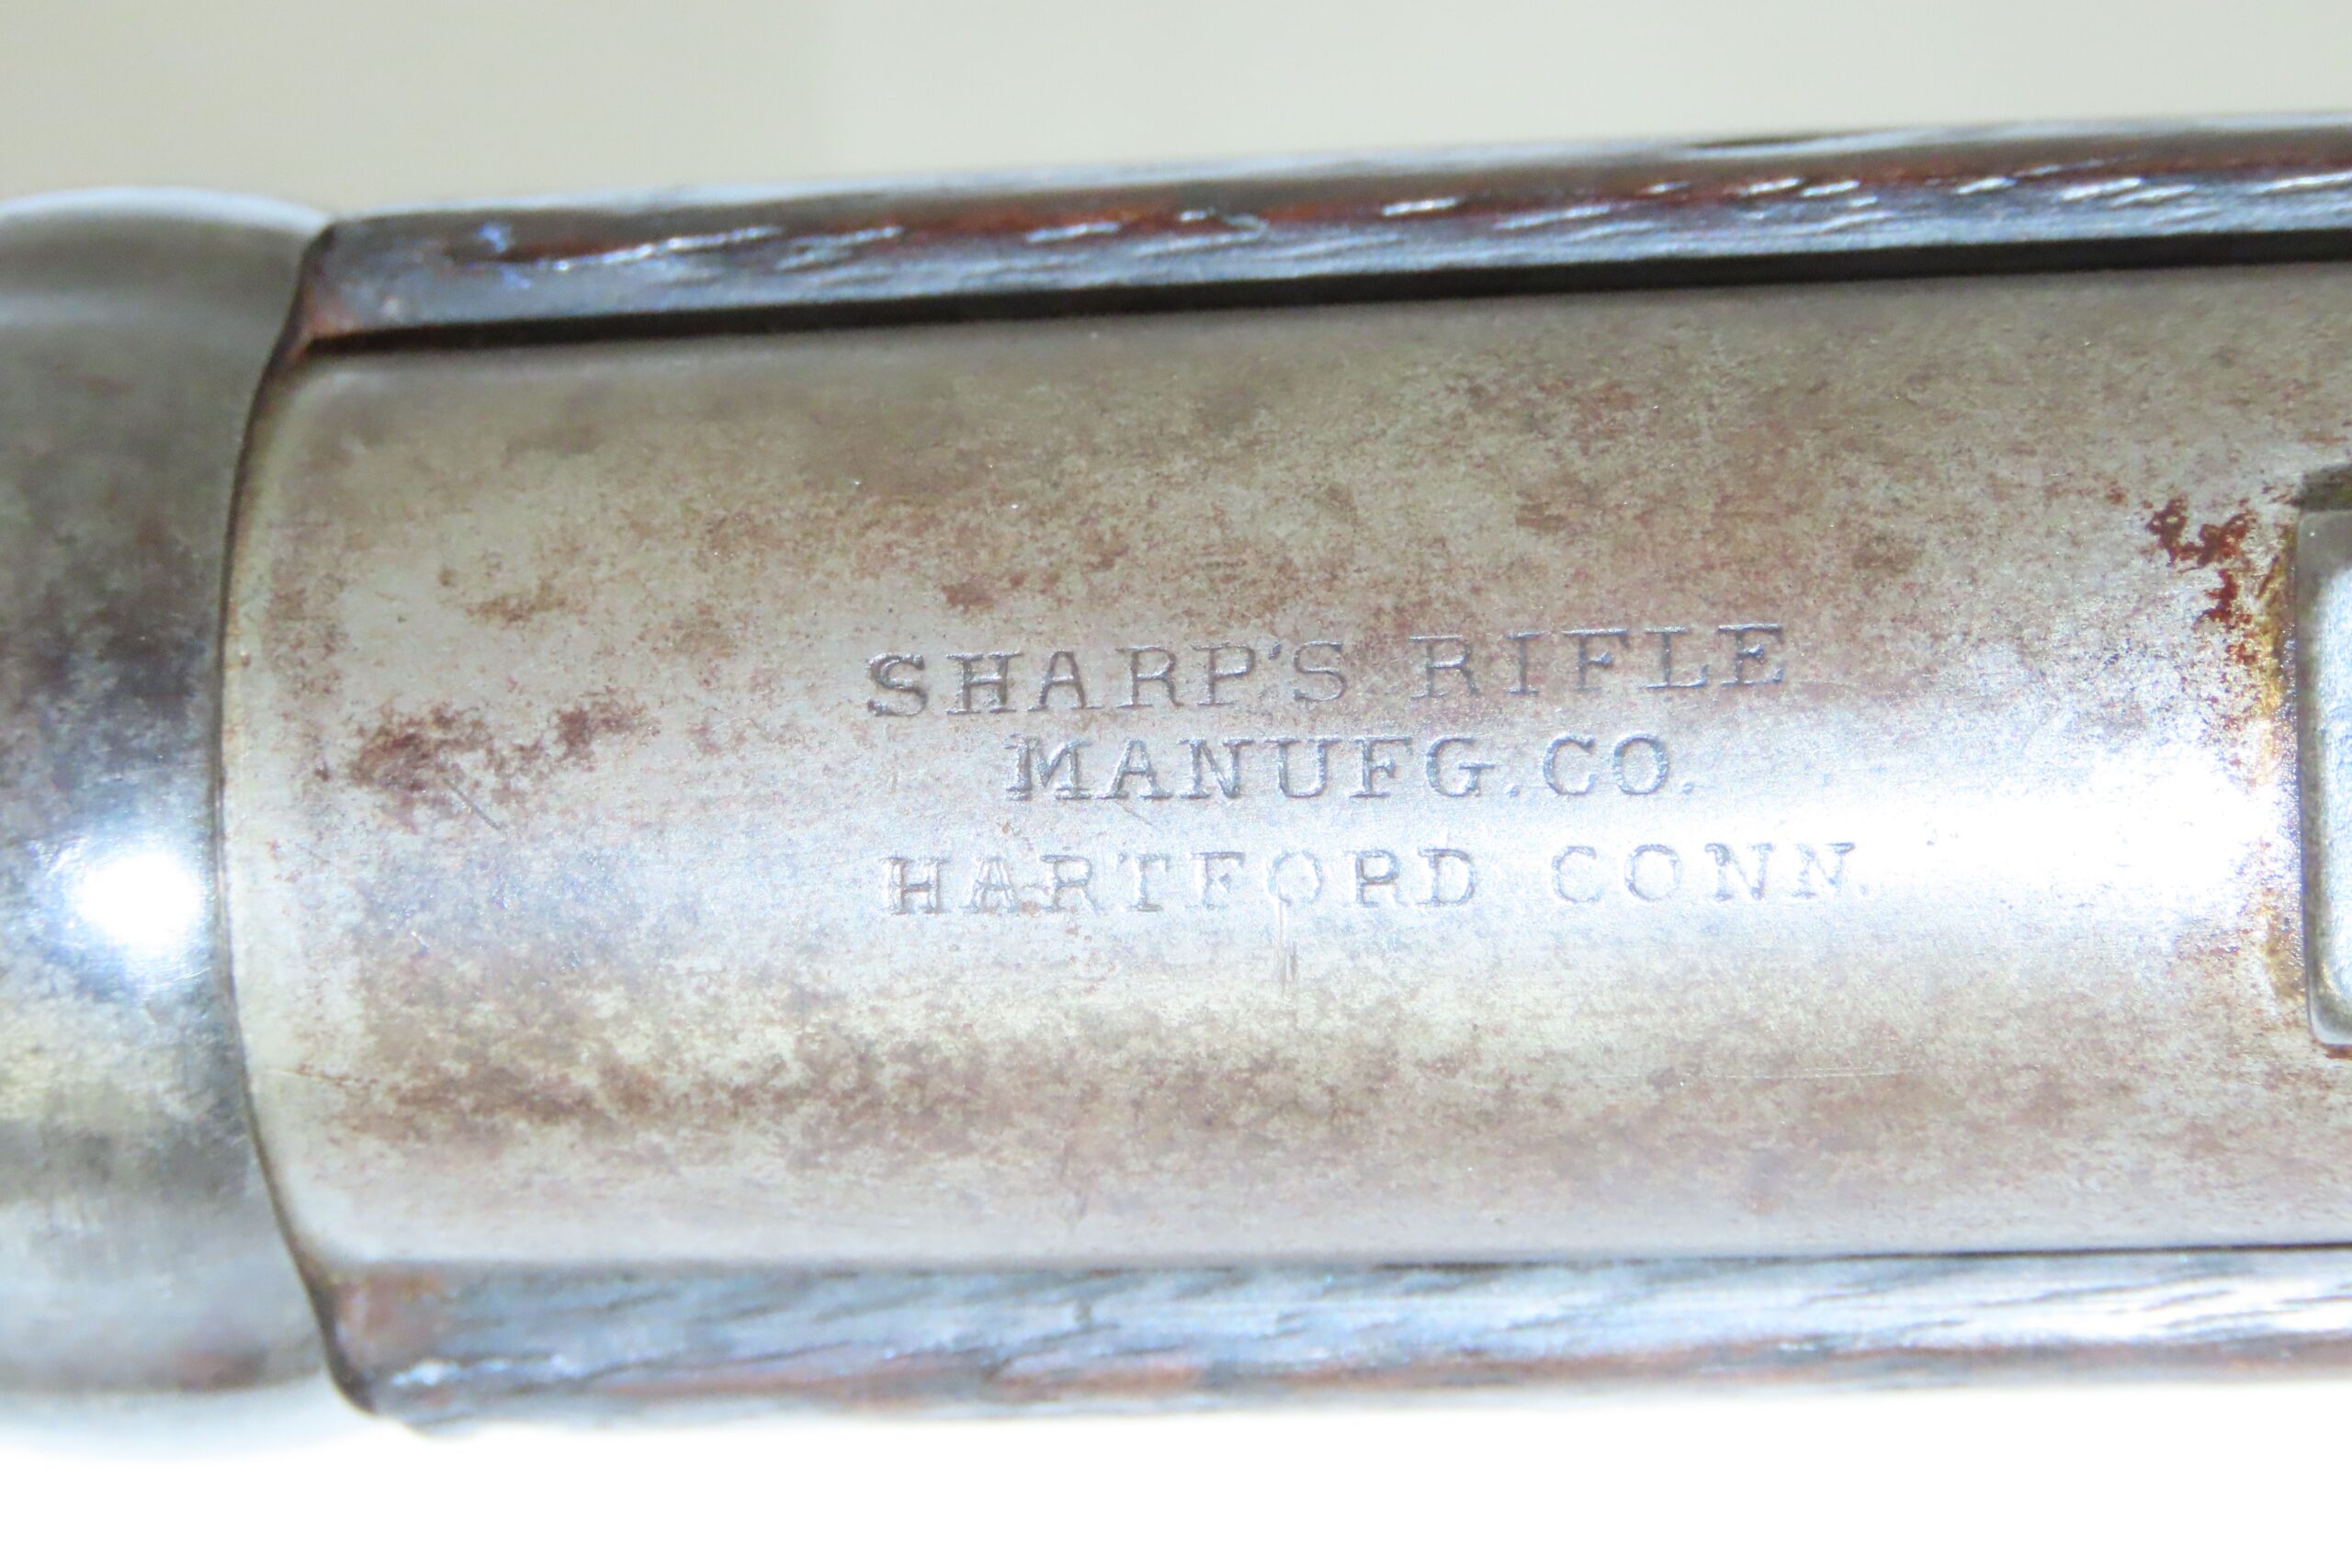 SHARP'S RIFLE
MANUFG. CO.
HARTFORD CONN.